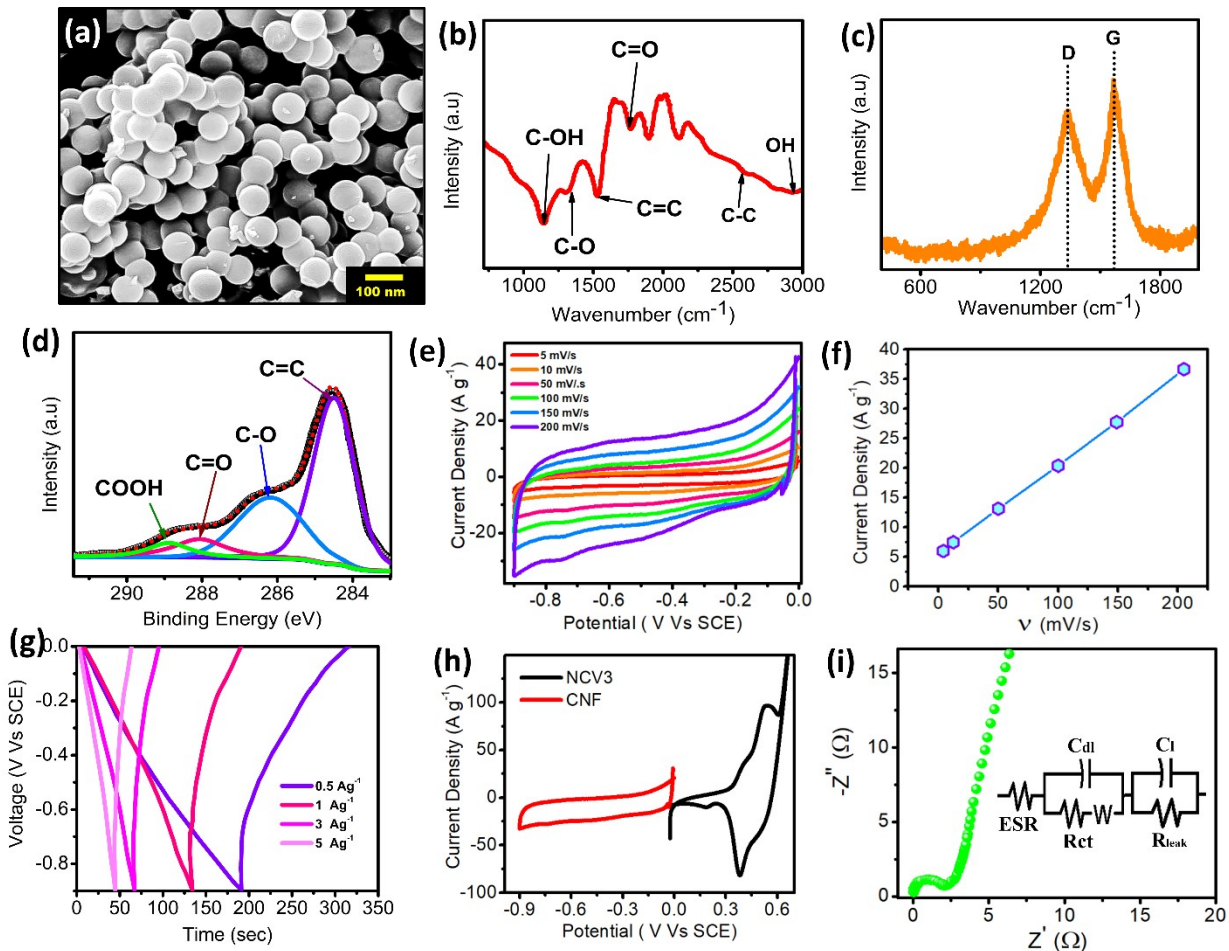 (a)
100 nm
(b)
Intensity (a.u)
C=O
C-OH
OH
C=C
C-C
C-O
1000 1500 2000 2500 3000
Wavenumber (cm⁻¹)
(c)
Intensity (a.u)
D G
600 1200 1800
Wavenumber (cm⁻¹)
(d)
Intensity (a.u)
C=C
C-O
C=O
COOH
290 288 286 284
Binding Energy (eV)
(e)
Current Density (A g⁻¹)
40
20
0
-20
5 mV/s
10 mV/s
50 mV/.s
100 mV/s
150 mV/s
200 mV/s
-0.8 -0.6 -0.4 -0.2 0.0
Potential ( V Vs SCE)
(f)
Current Density (A g⁻¹)
40
35
30
25
20
15
10
5
0
0 50 100 150 200
ν (mV/s)
(g)
Voltage (V Vs SCE)
0.0
-0.2
-0.4
-0.6
-0.8
0.5 Ag⁻¹
1 Ag⁻¹
3 Ag⁻¹
5 Ag⁻¹
0 50 100 150 200 250 300 350
Time (sec)
(h)
Current Density (A g⁻¹)
100
50
0
-50
-100
NCV3
CNF
-0.9 -0.6 -0.3 0.0 0.3 0.6
Potential (V Vs SCE)
(i)
-Z" (Ω)
15
10
5
0
Cdl Cl
ESR
Rct W
Rleak
0 5 10 15 20
Z' (Ω)